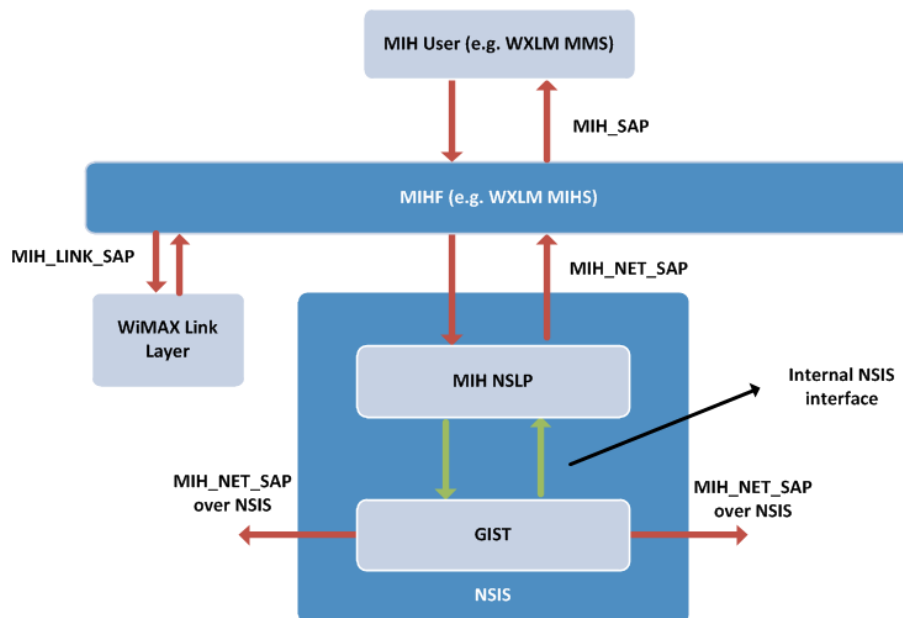 MIH User (e.g. WXLM MMS)
MIH_SAP
MIHF (e.g. WXLM MIHS)
MIH_LINK_SAP
MIH_NET_SAP
WiMAX Link
Layer
MIH NSLP
Internal NSIS
interface
MIH_NET_SAP
over NSIS
MIH_NET_SAP
over NSIS
GIST
NSIS